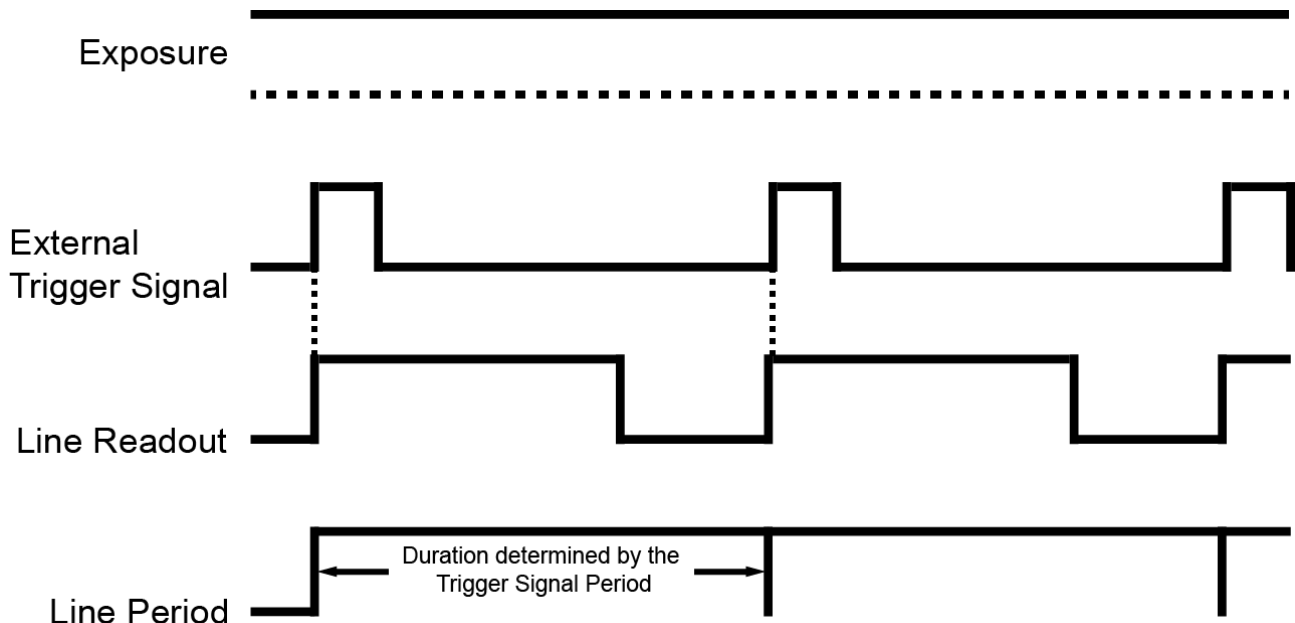 Exposure
External
Trigger Signal
Line Readout
Duration determined by the
Trigger Signal Period
Line Period